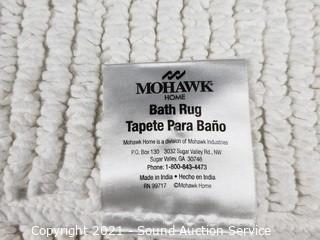 MOHAWK
HOME
Bath Rug
Tapete Para Baño
Mohawk Home is a division of Mohawk Industries
P.O. Box 130 3032 Sugar Valley Rd., NW
Sugar Valley, GA 30746
Phone: 1-800-843-4473
Made in India • Hecho en India
RN 99717 ©Mohawk Home
Copyright 2021 - Sound Auction Service